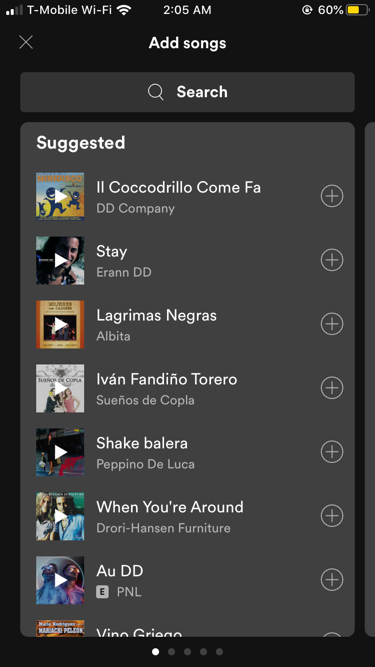 T-Mobile Wi-Fi 2:05 AM 60%
Add songs
Search
Suggested
Il Coccodrillo Come Fa
DD Company
Stay
Erann DD
Lagrimas Negras
Albita
Iván Fandiño Torero
Sueños de Copla
Shake balera
Peppino De Luca
When You're Around
Drori-Hansen Furniture
Au DD
E PNL
Vino Griego